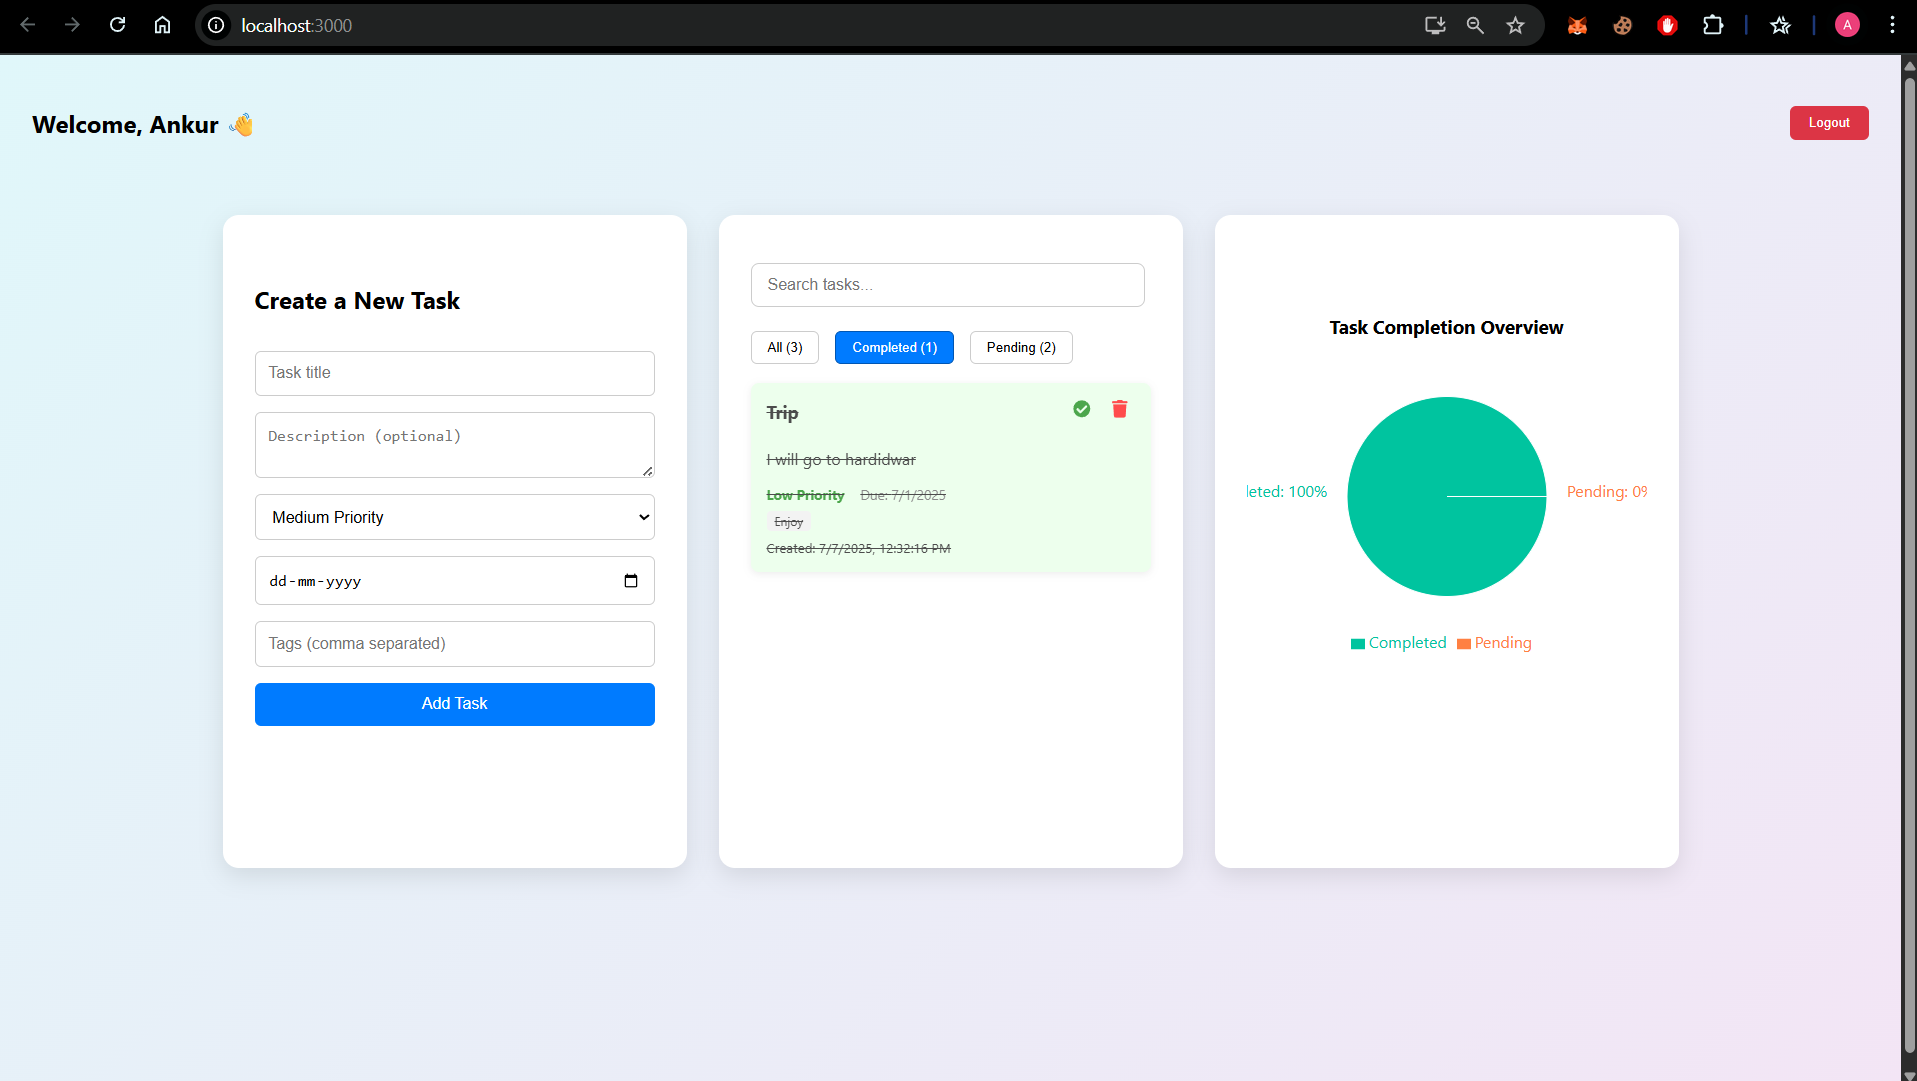 localhost:3000
A
Welcome, Ankur 👋
Logout
Create a New Task
Task title
Description (optional)
Medium Priority
dd-mm-yyyy
Tags (comma separated)
Add Task
Search tasks...
All (3)
Completed (1)
Pending (2)
Trip
I will go to hardidwar
Low Priority Due: 7/1/2025
Enjoy
Created: 7/7/2025, 12:32:16 PM
Task Completion Overview
leted: 100%
Pending: 0%
Completed Pending